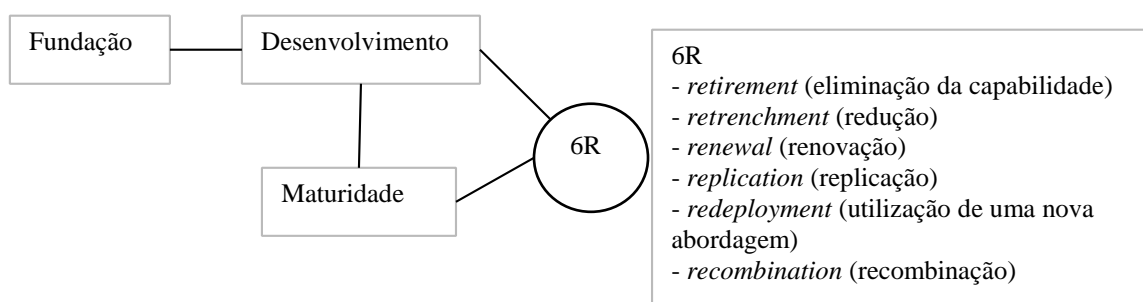 Fundação
Desenvolvimento
Maturidade
6R
6R
- retirement (eliminação da capabilidade)
- retrenchment (redução)
- renewal (renovação)
- replication (replicação)
- redeployment (utilização de uma nova
abordagem)
- recombination (recombinação)